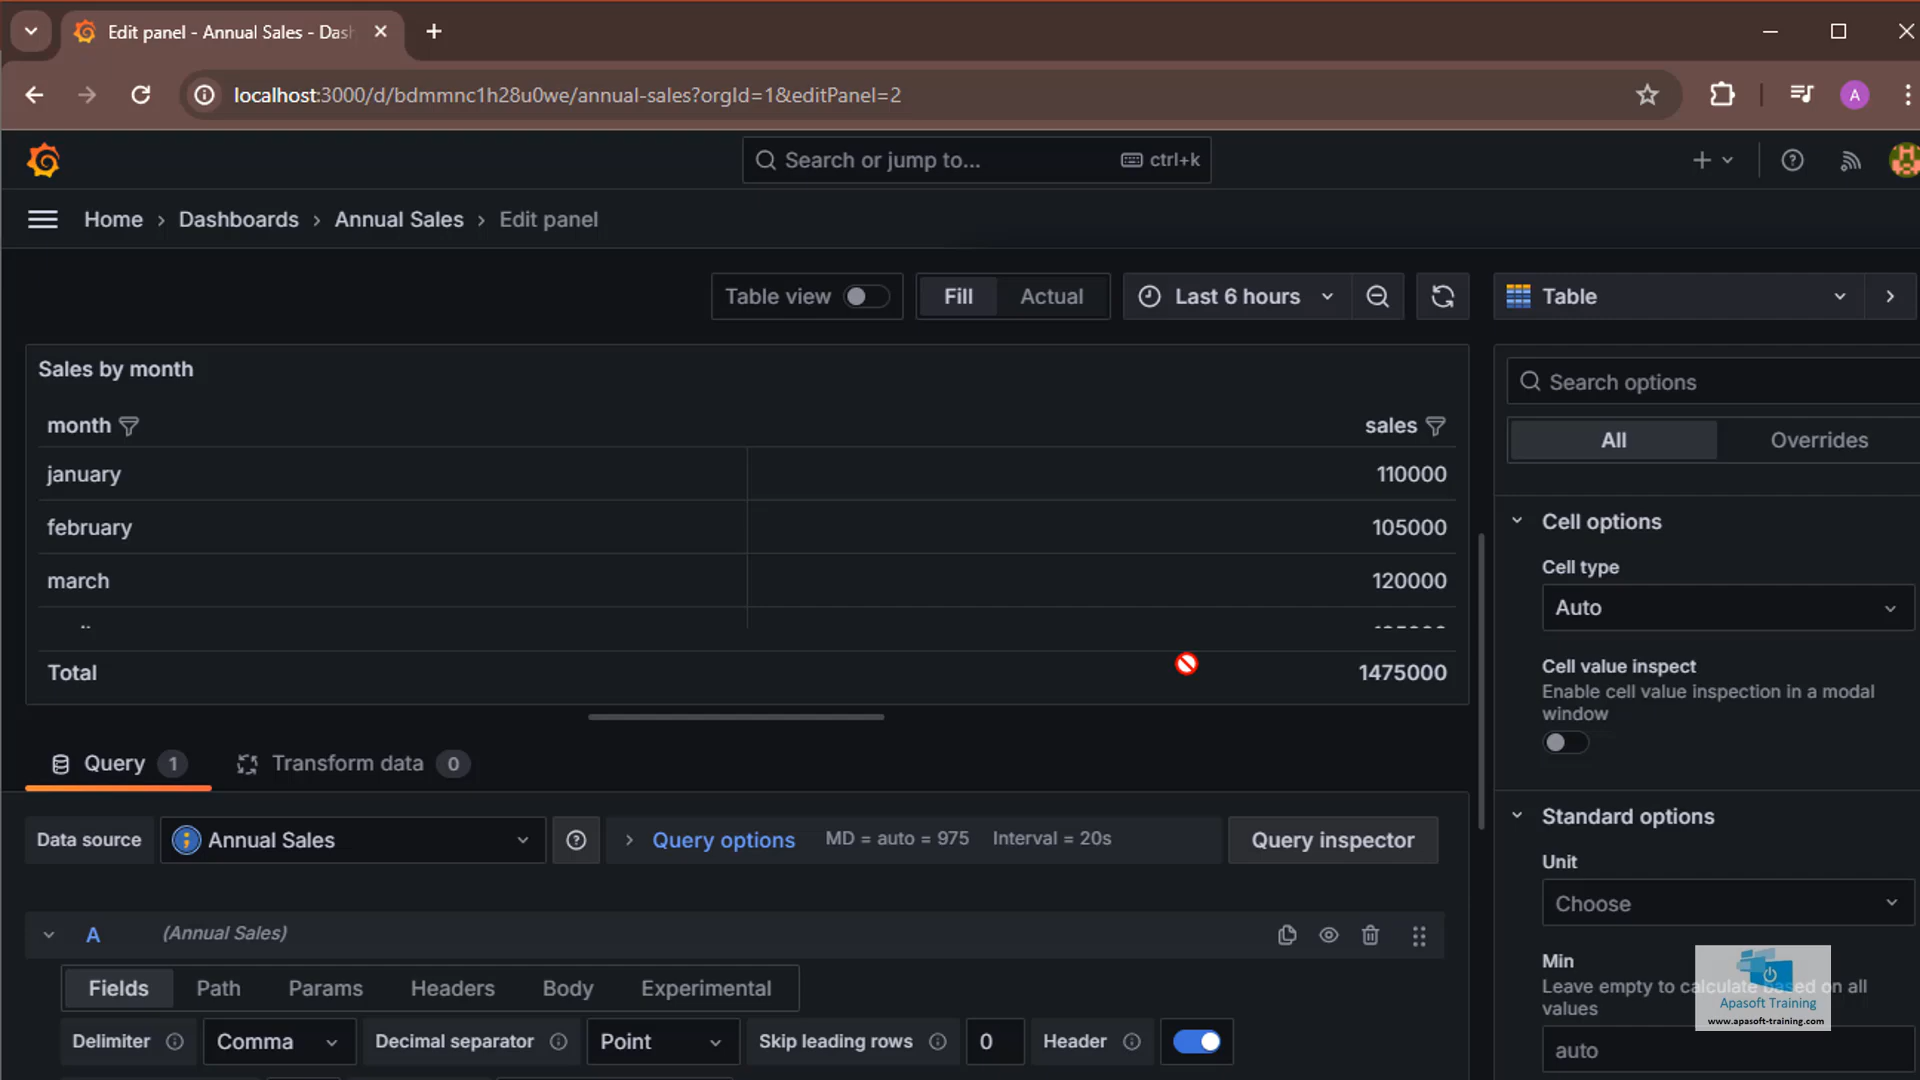 Edit panel - Annual Sales - Dash
localhost:3000/d/bdmmnc1h28u0we/annual-sales?orgId=1&editPanel=2
A
Search or jump to...
ctrl+k
Home › Dashboards › Annual Sales › Edit panel
Table view
Fill
Actual
Last 6 hours
Table
Sales by month
month
sales
january
110000
february
105000
march
120000
Total
1475000
Search options
All
Overrides
Cell options
Cell type
Auto
Cell value inspect
Enable cell value inspection in a modal
window
Standard options
Unit
Choose
Min
Leave empty to calculate based on all
values
auto
Query 1
Transform data 0
Data source
Annual Sales
Query options
MD = auto = 975
Interval = 20s
Query inspector
A
(Annual Sales)
Fields
Path
Params
Headers
Body
Experimental
Delimiter
Comma
Decimal separator
Point
Skip leading rows
0
Header
Apasoft Training
www.apasoft-training.com